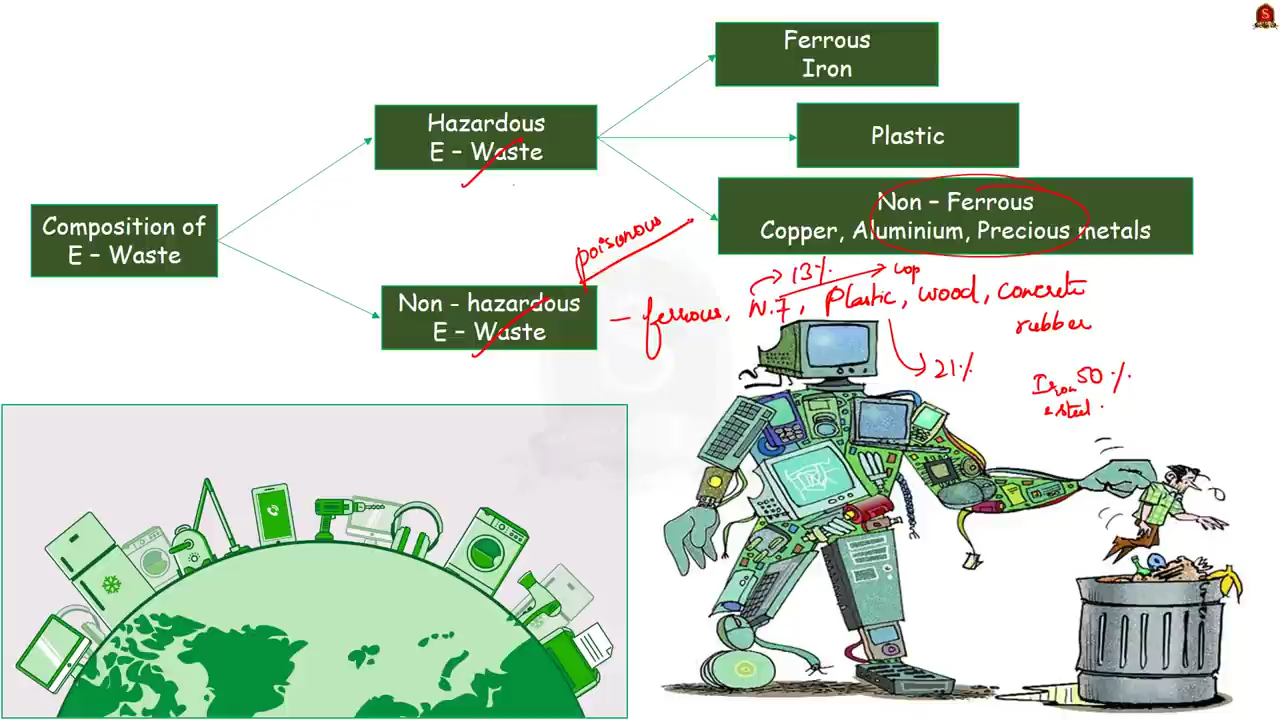 Ferrous
Iron
Hazardous
E – Waste
Plastic
Non – Ferrous
Copper, Aluminium, Precious metals
Composition of
E – Waste
poisonous
Non - hazardous
E – Waste
→ 13% → cop
– ferrous, N.F, Plastic, wood, concrete
rubber
21%
Iron 50%
& steel.
S